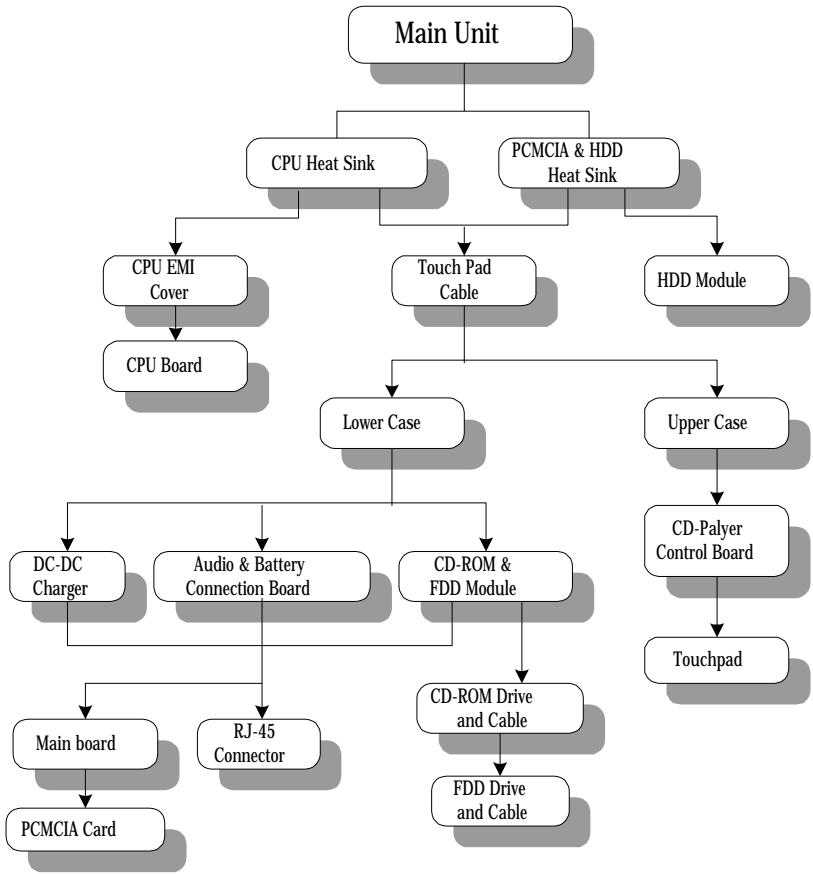 Main Unit
CPU Heat Sink
PCMCIA & HDD
Heat Sink
CPU EMI
Cover
Touch Pad
Cable
HDD Module
CPU Board
Lower Case
Upper Case
DC-DC
Charger
Audio & Battery
Connection Board
CD-ROM &
FDD Module
CD-Palyer
Control Board
Touchpad
Main board
RJ-45
Connector
CD-ROM Drive
and Cable
PCMCIA Card
FDD Drive
and Cable